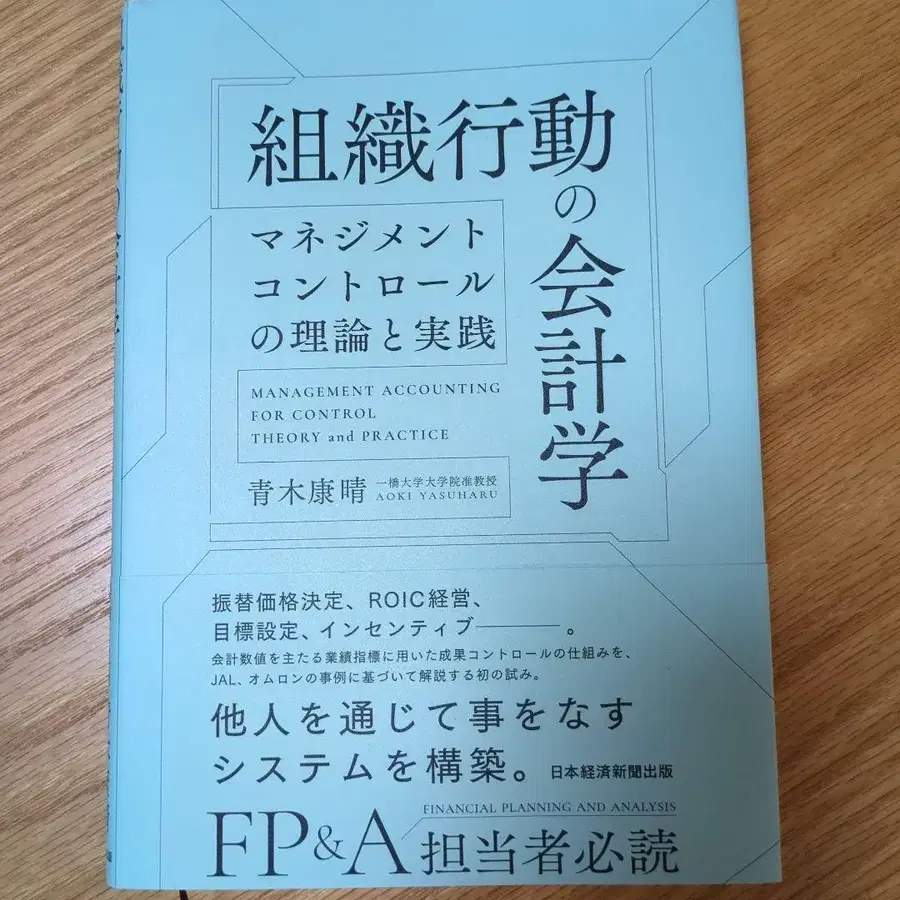 組織行動の会計学
マネジメント
コントロール
の理論と実践
MANAGEMENT ACCOUNTING
FOR CONTROL
THEORY and PRACTICE
青木康晴 一橋大学大学院准教授
AOKI YASUHARU
振替価格決定、ROIC経営、
目標設定、インセンティブ―――。
会計数値を主たる業績指標に用いた成果コントロールの仕組みを、
JAL、オムロンの事例に基づいて解説する初の試み。
他人を通じて事をなす
システムを構築。 日本経済新聞出版
FINANCIAL PLANNING AND ANALYSIS
FP&A担当者必読